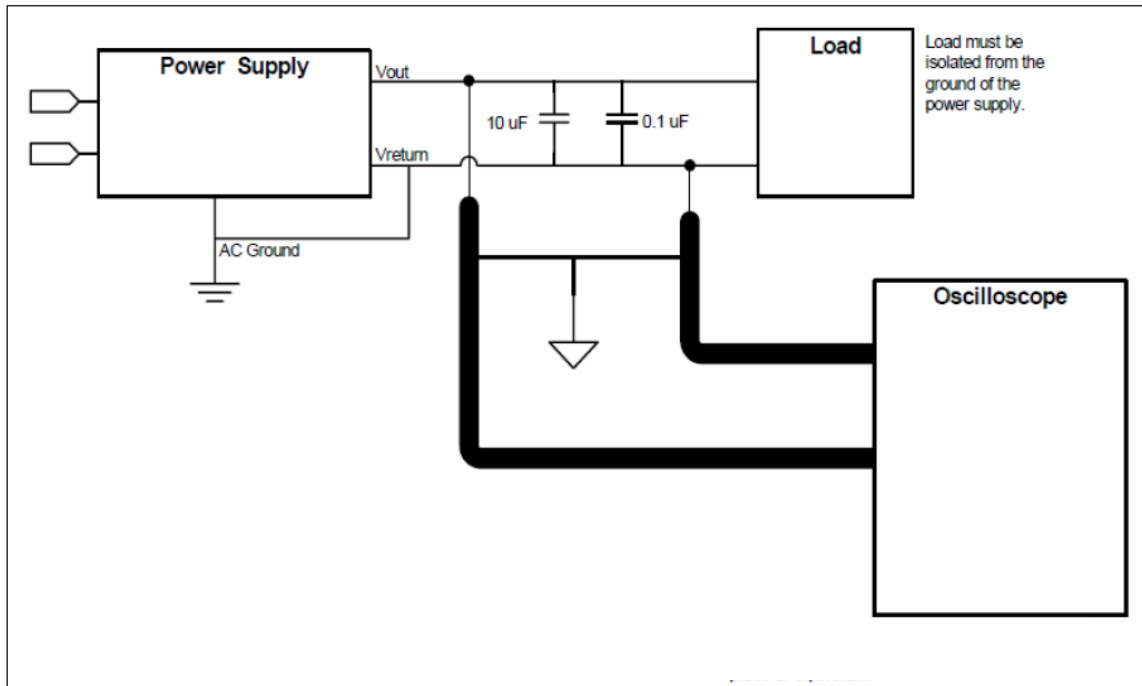 Power Supply
Vout
Vreturn
AC Ground
10 uF
0.1 uF
Load
Load must be
isolated from the
ground of the
power supply.
Oscilloscope